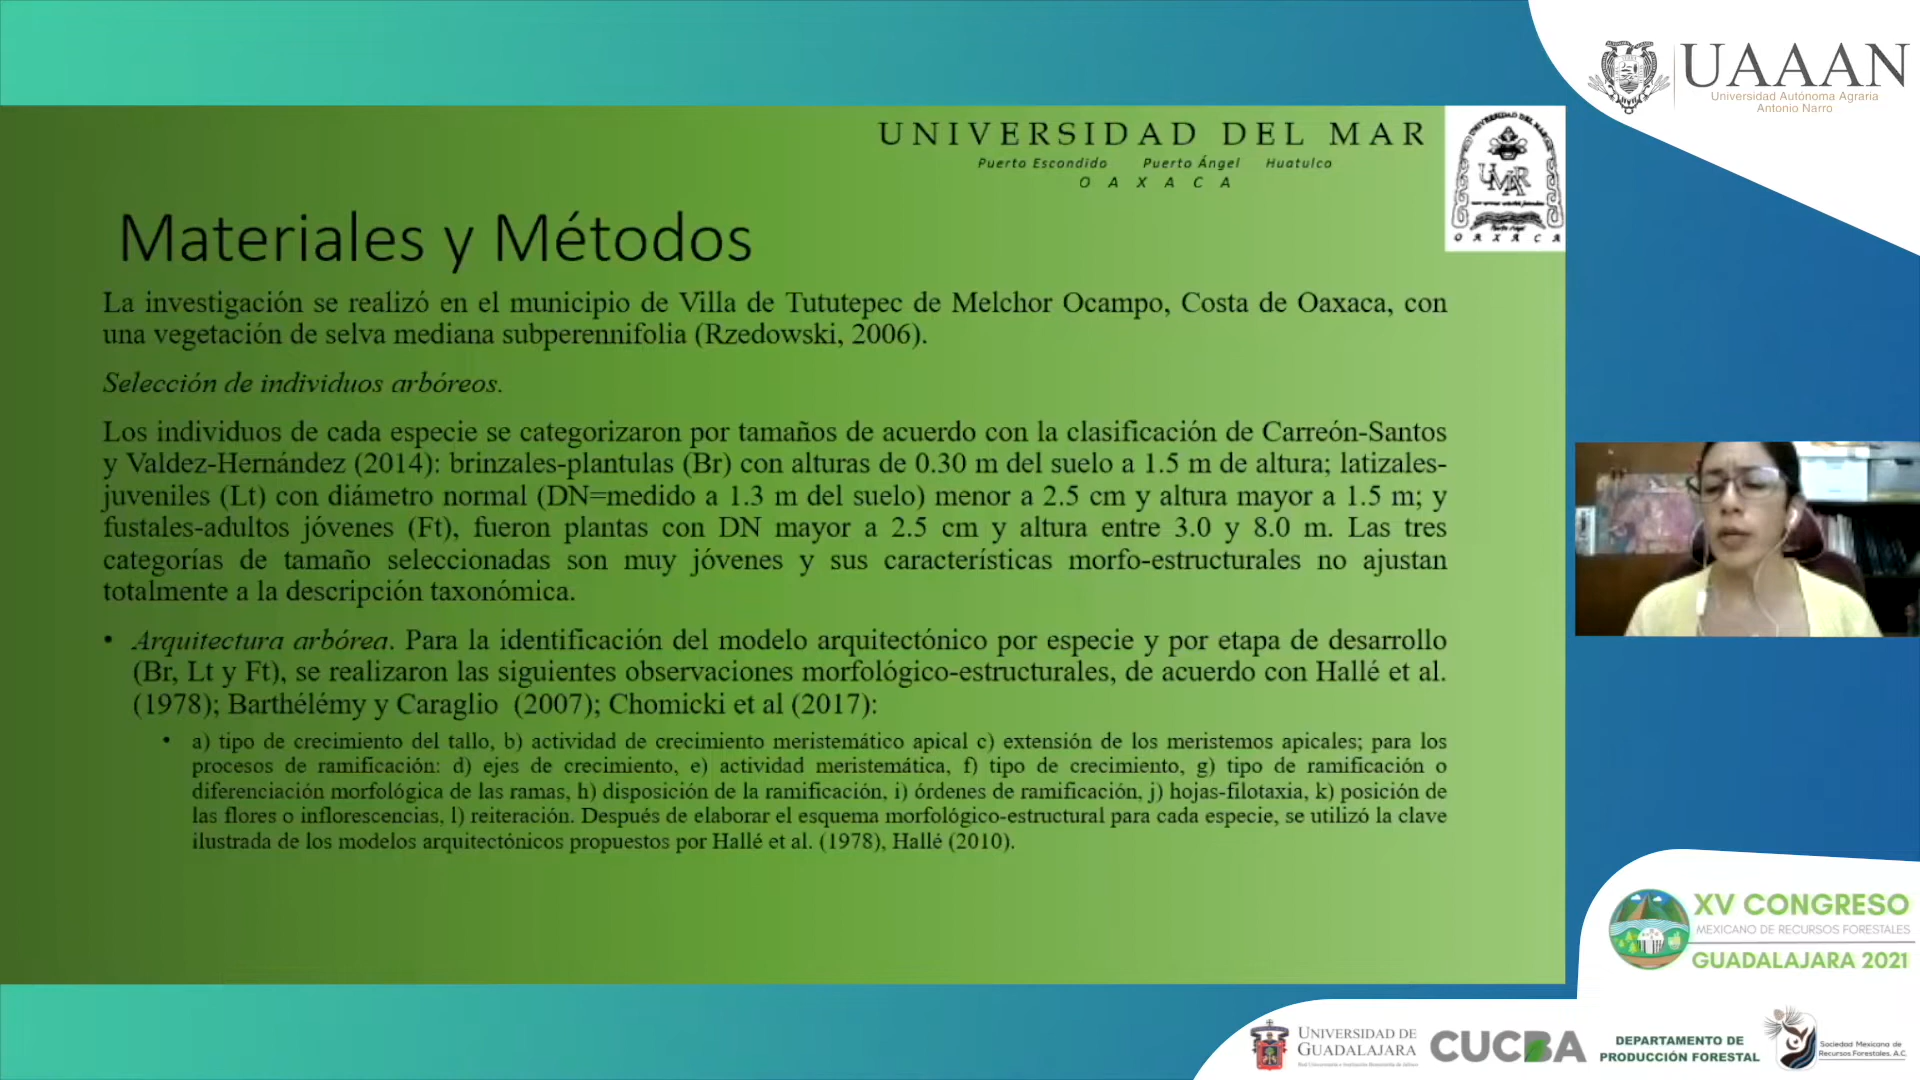 UAAAN
Universidad Autónoma Agraria
Antonio Narro
UNIVERSIDAD DEL MAR
Puerto Escondido Puerto Ángel Huatulco
OAXACA
UMAR
OAXACA
Materiales y Métodos
La investigación se realizó en el municipio de Villa de Tututepec de Melchor Ocampo, Costa de Oaxaca, con
una vegetación de selva mediana subperennifolia (Rzedowski, 2006).
Selección de individuos arbóreos.
Los individuos de cada especie se categorizaron por tamaños de acuerdo con la clasificación de Carreón-Santos
y Valdez-Hernández (2014): brinzales-plantulas (Br) con alturas de 0.30 m del suelo a 1.5 m de altura; latizales-
juveniles (Lt) con diámetro normal (DN=medido a 1.3 m del suelo) menor a 2.5 cm y altura mayor a 1.5 m; y
fustales-adultos jóvenes (Ft), fueron plantas con DN mayor a 2.5 cm y altura entre 3.0 y 8.0 m. Las tres
categorías de tamaño seleccionadas son muy jóvenes y sus características morfo-estructurales no ajustan
totalmente a la descripción taxonómica.
• Arquitectura arbórea. Para la identificación del modelo arquitectónico por especie y por etapa de desarrollo
(Br, Lt y Ft), se realizaron las siguientes observaciones morfológico-estructurales, de acuerdo con Hallé et al.
(1978); Barthélémy y Caraglio (2007); Chomicki et al (2017):
• a) tipo de crecimiento del tallo, b) actividad de crecimiento meristemático apical c) extensión de los meristemos apicales; para los
procesos de ramificación: d) ejes de crecimiento, e) actividad meristemática, f) tipo de crecimiento, g) tipo de ramificación o
diferenciación morfológica de las ramas, h) disposición de la ramificación, i) órdenes de ramificación, j) hojas-filotaxia, k) posición de
las flores o inflorescencias, l) reiteración. Después de elaborar el esquema morfológico-estructural para cada especie, se utilizó la clave
ilustrada de los modelos arquitectónicos propuestos por Hallé et al. (1978), Hallé (2010).
XV CONGRESO
MEXICANO DE RECURSOS FORESTALES
GUADALAJARA 2021
UNIVERSIDAD DE
GUADALAJARA
CUCBA
DEPARTAMENTO DE
PRODUCCIÓN FORESTAL
Sociedad Mexicana de
Recursos Forestales, A.C.